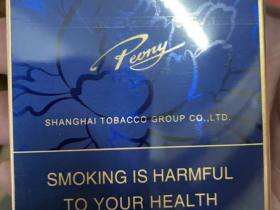 Peony
SHANGHAI TOBACCO GROUP CO.,LTD.
SMOKING IS HARMFUL
TO YOUR HEALTH